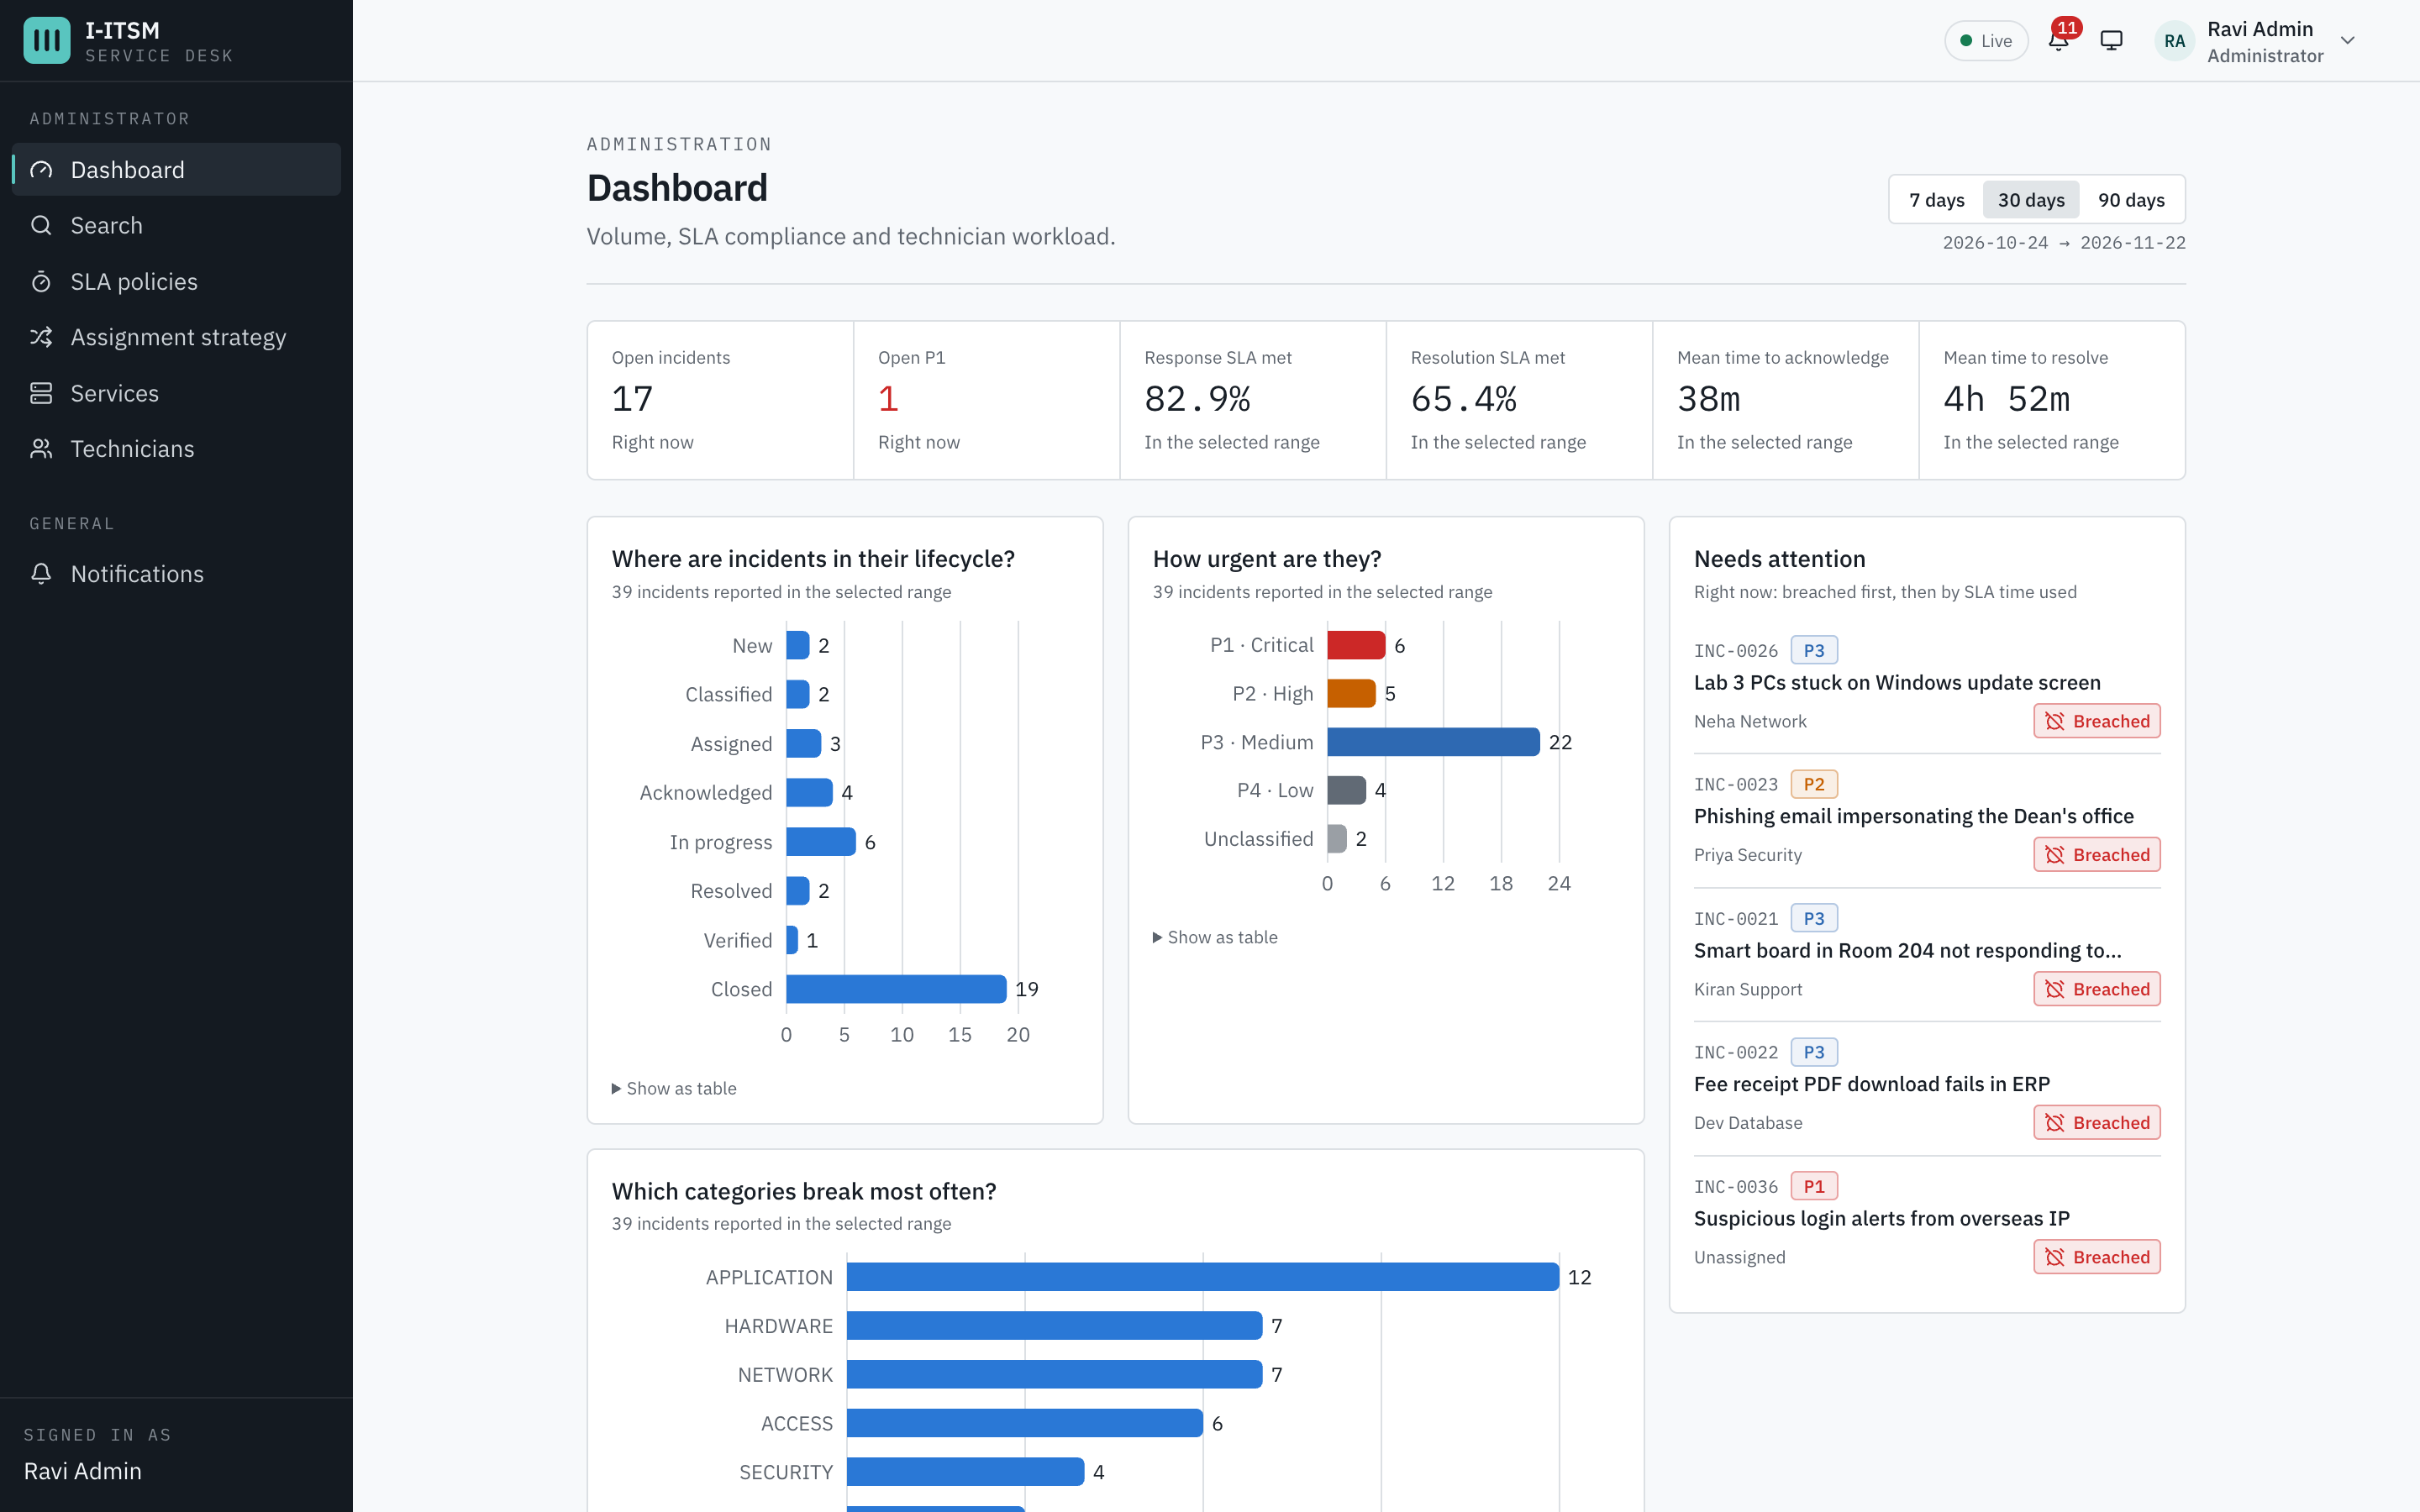 I-ITSM
SERVICE DESK
ADMINISTRATOR
Dashboard
Search
SLA policies
Assignment strategy
Services
Technicians
GENERAL
Notifications
SIGNED IN AS
Ravi Admin
Live
11
RA
Ravi Admin
Administrator
ADMINISTRATION
Dashboard
Volume, SLA compliance and technician workload.
7 days 30 days 90 days
2026-10-24 → 2026-11-22
Open incidents
17
Right now
Open P1
1
Right now
Response SLA met
82.9%
In the selected range
Resolution SLA met
65.4%
In the selected range
Mean time to acknowledge
38m
In the selected range
Mean time to resolve
4h 52m
In the selected range
Where are incidents in their lifecycle?
39 incidents reported in the selected range
New 2
Classified 2
Assigned 3
Acknowledged 4
In progress 6
Resolved 2
Verified 1
Closed 19
0 5 10 15 20
Show as table
How urgent are they?
39 incidents reported in the selected range
P1 · Critical 6
P2 · High 5
P3 · Medium 22
P4 · Low 4
Unclassified 2
0 6 12 18 24
Show as table
Needs attention
Right now: breached first, then by SLA time used
INC-0026 P3
Lab 3 PCs stuck on Windows update screen
Neha Network Breached
INC-0023 P2
Phishing email impersonating the Dean's office
Priya Security Breached
INC-0021 P3
Smart board in Room 204 not responding to...
Kiran Support Breached
INC-0022 P3
Fee receipt PDF download fails in ERP
Dev Database Breached
INC-0036 P1
Suspicious login alerts from overseas IP
Unassigned Breached
Which categories break most often?
39 incidents reported in the selected range
APPLICATION 12
HARDWARE 7
NETWORK 7
ACCESS 6
SECURITY 4